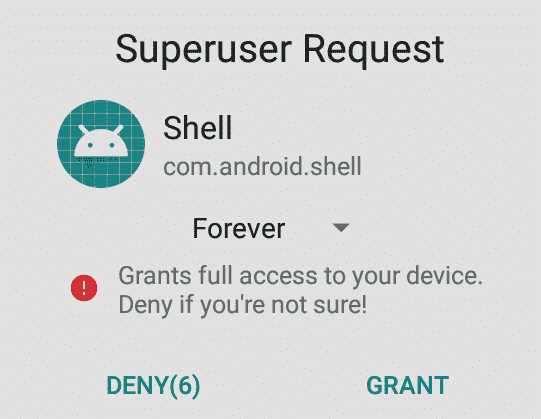 Superuser Request
Shell
com.android.shell
Forever
Grants full access to your device.
Deny if you're not sure!
DENY(6) GRANT